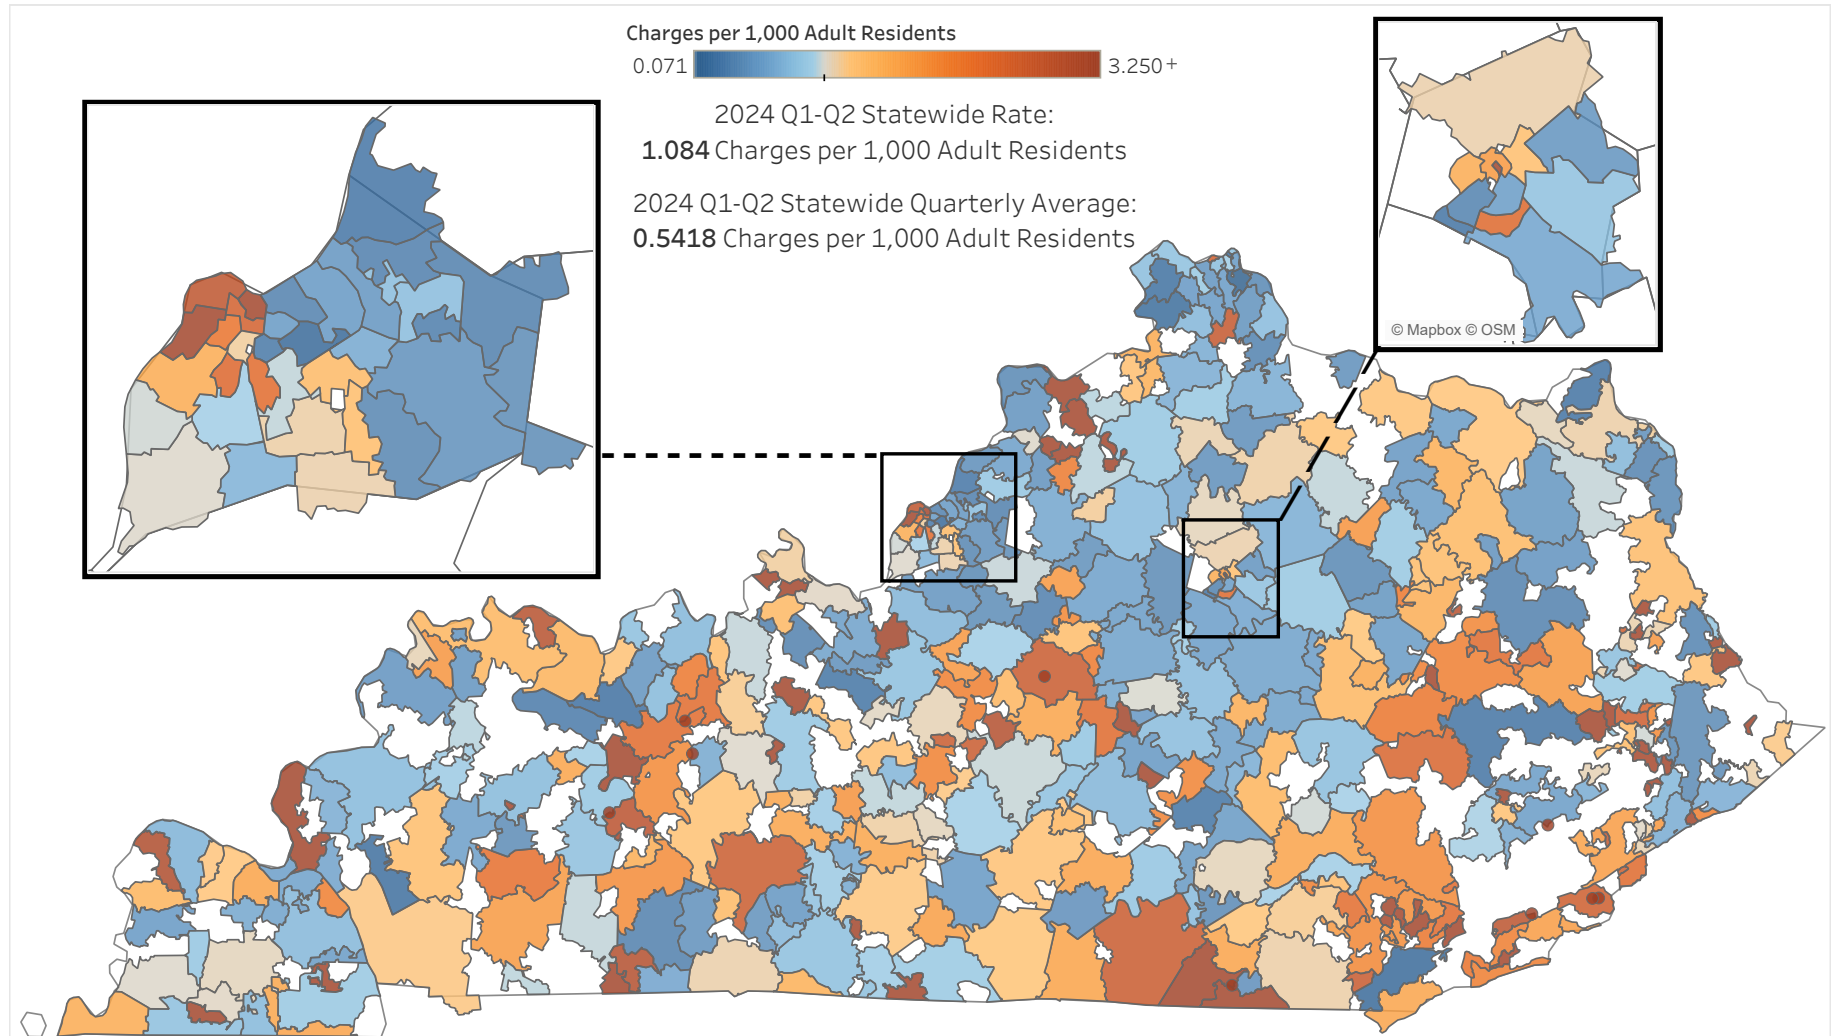 Charges per 1,000 Adult Residents
0.071 3.250+
2024 Q1-Q2 Statewide Rate:
1.084 Charges per 1,000 Adult Residents
2024 Q1-Q2 Statewide Quarterly Average:
0.5418 Charges per 1,000 Adult Residents
© Mapbox © OSM